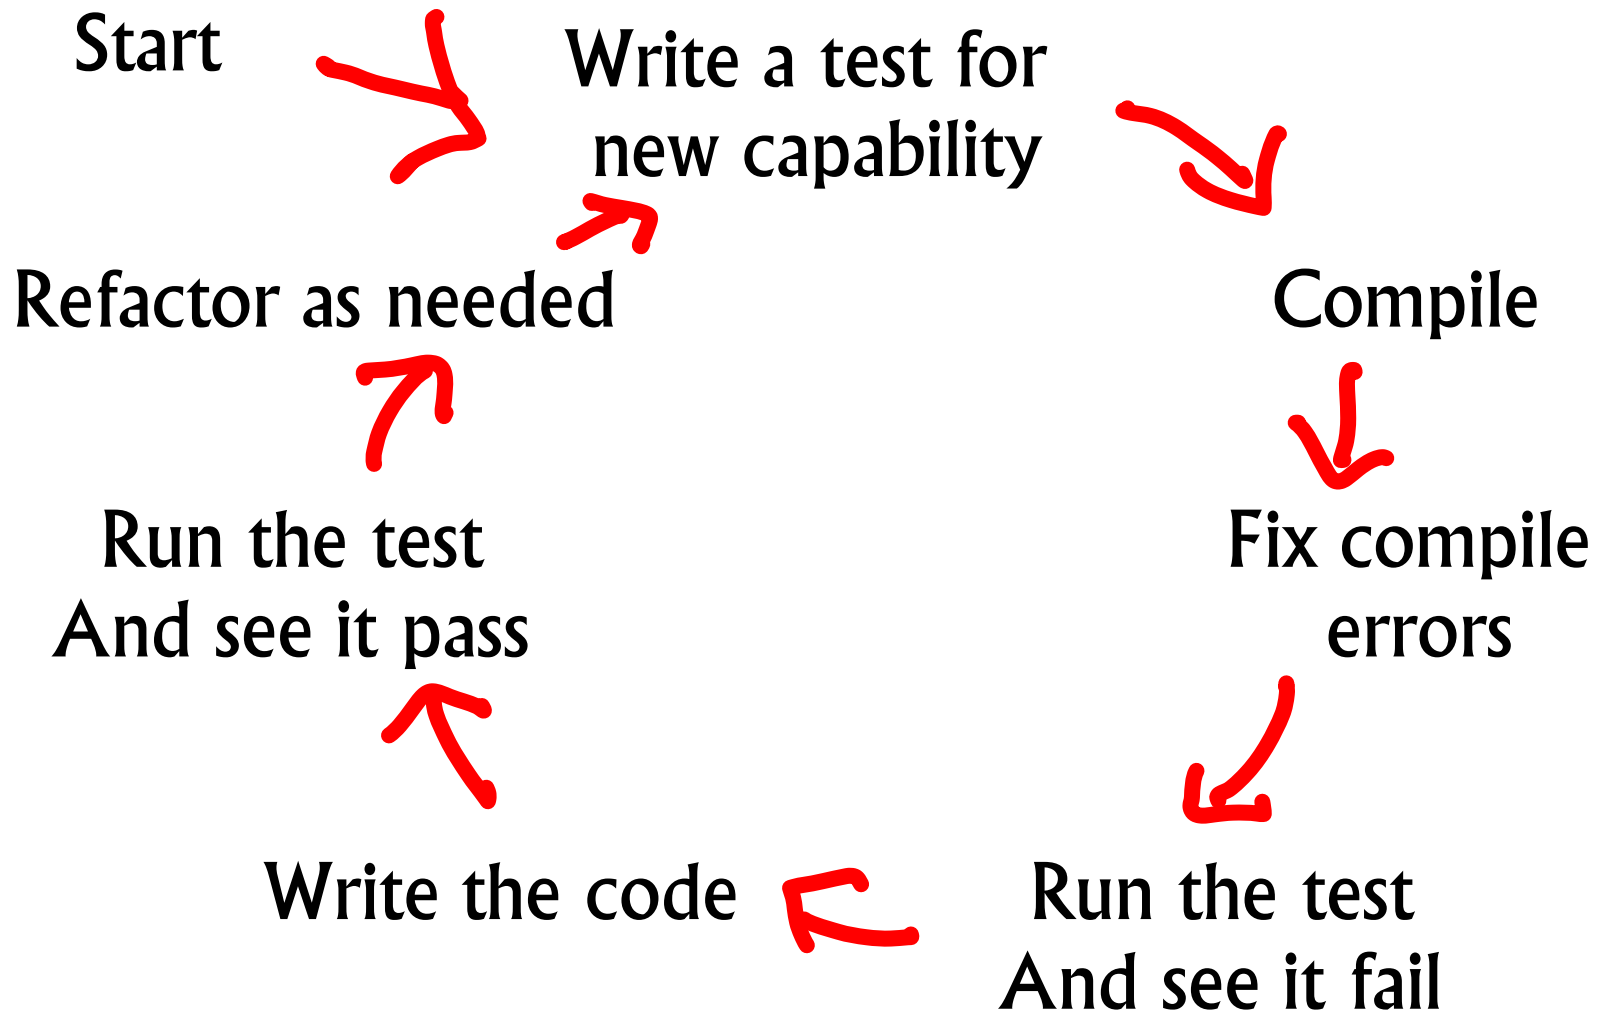 Start
Write a test for
new capability
Compile
Fix compile
errors
Run the test
And see it fail
Write the code
Run the test
And see it pass
Refactor as needed